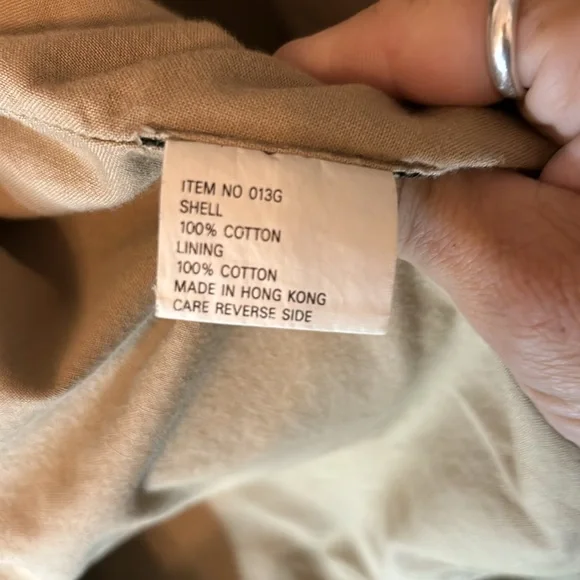 ITEM NO 013G
SHELL
100% COTTON
LINING
100% COTTON
MADE IN HONG KONG
CARE REVERSE SIDE